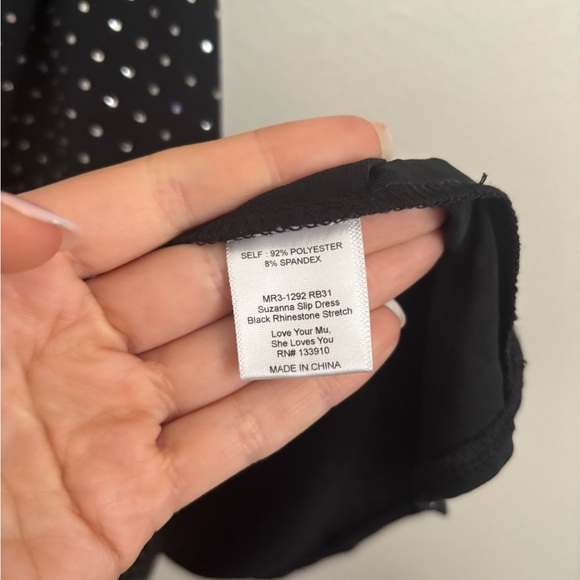 SELF : 92% POLYESTER
8% SPANDEX
MR3-1292 RB31
Suzanna Slip Dress
Black Rhinestone Stretch
Love Your Mu,
She Loves You
RN# 133910
MADE IN CHINA